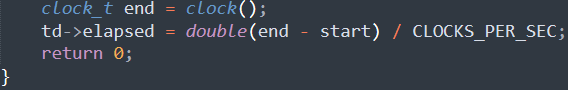 clock_t end = clock();
td->elapsed = double(end - start) / CLOCKS_PER_SEC;
return 0;
}